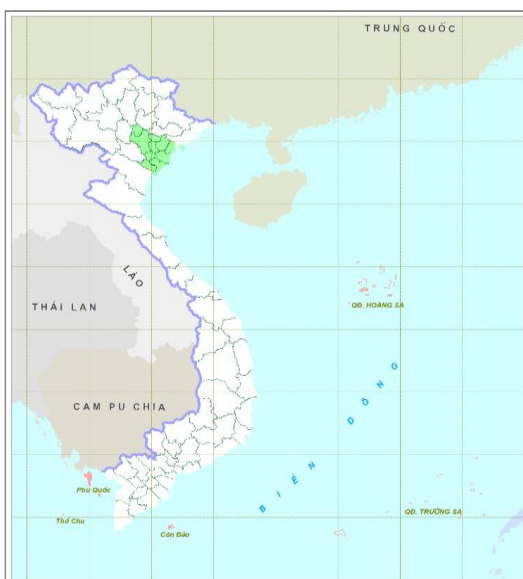 TRUNG QUỐC
LÀO
THÁI LAN
QĐ. HOÀNG SA
CAM PU CHIA
BIỂN ĐÔNG
Phú Quốc
Thổ Chu
Côn Đảo
QĐ. TRƯỜNG SA